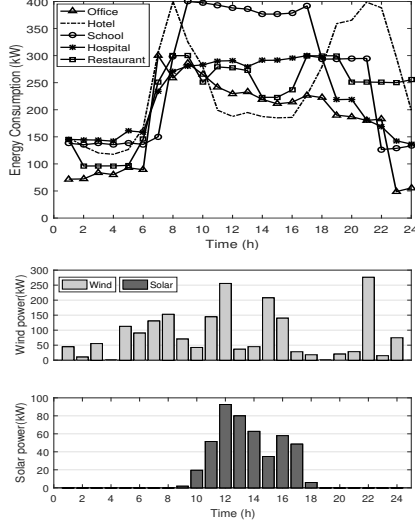 400
350
300
250
200
150
100
50
0
Energy Consumption (kW)
Office
Hotel
School
Hospital
Restaurant
0 2 4 6 8 10 12 14 16 18 20 22 24
Time (h)
300
250
200
150
100
50
0
Wind power(kW)
Wind Solar
100
80
60
40
20
0
Solar power(kW)
0 2 4 6 8 10 12 14 16 18 20 22 24
Time (h)